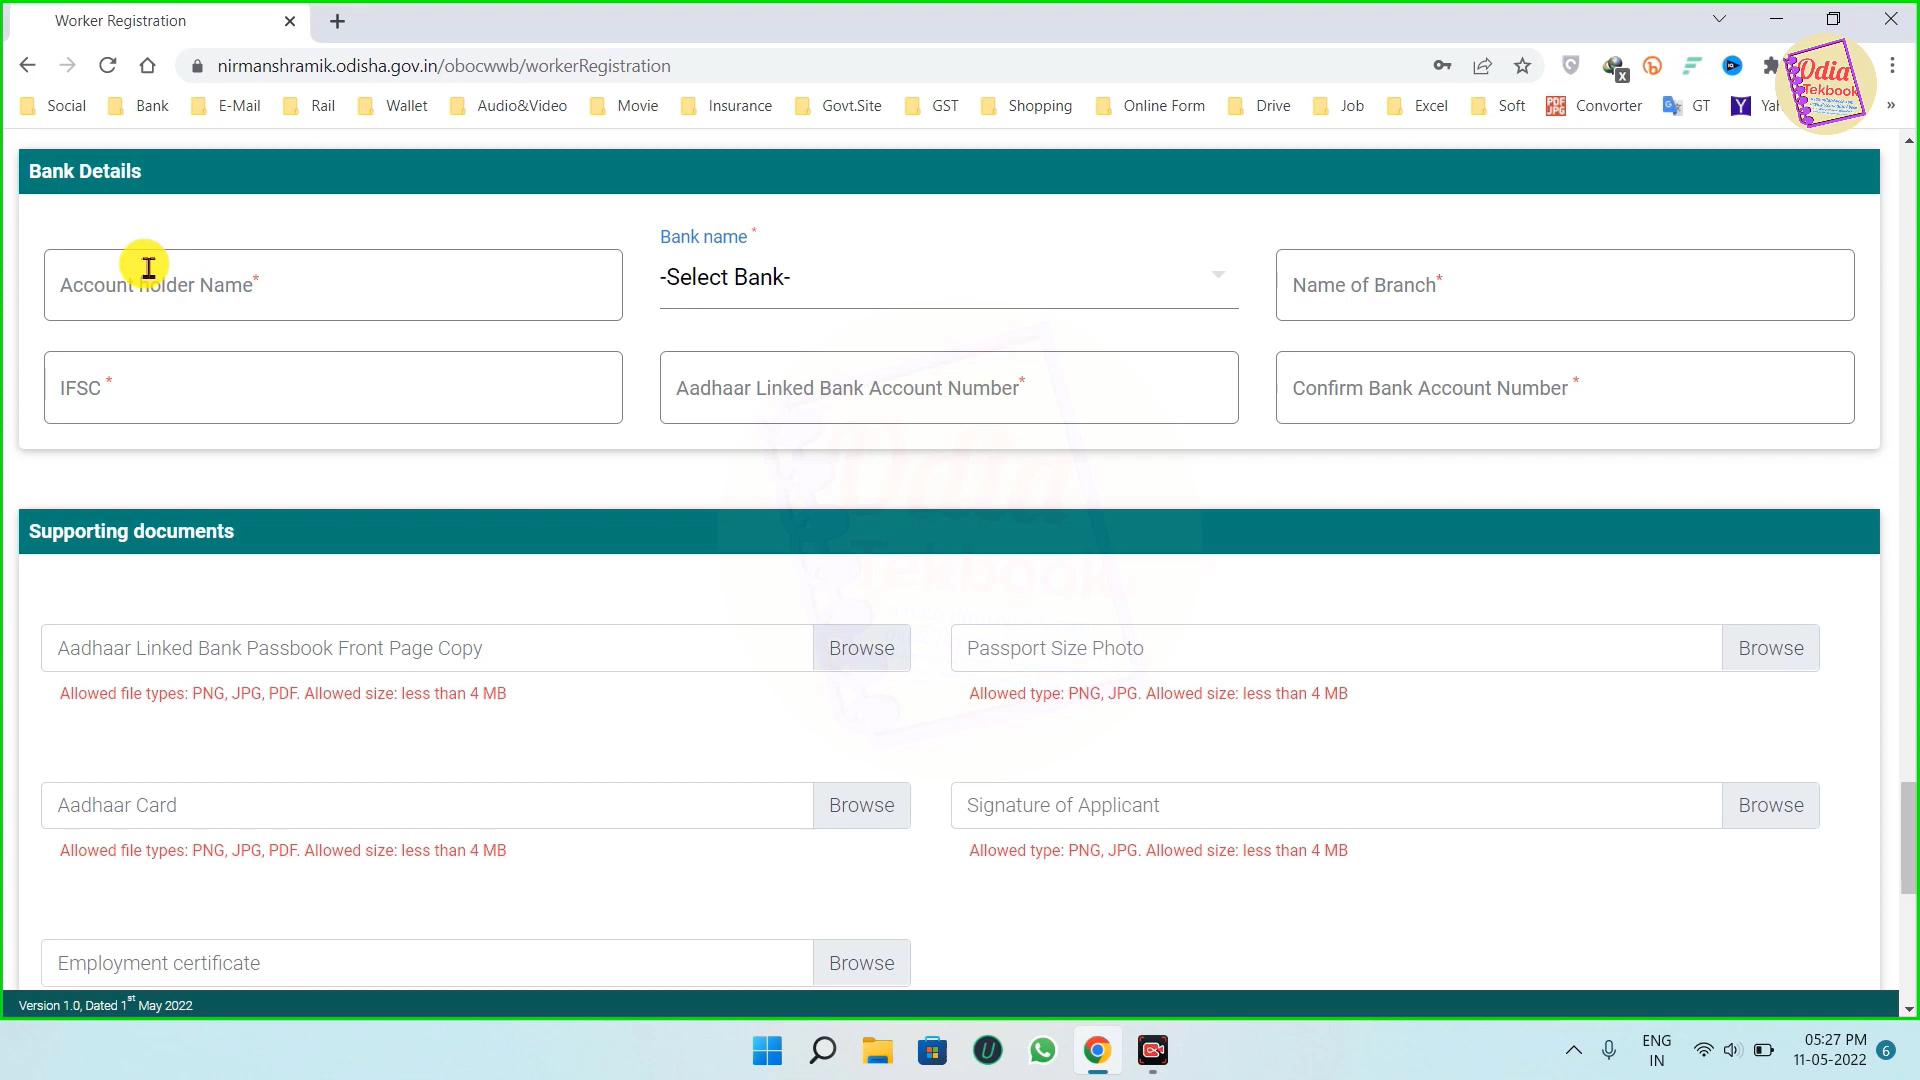 Worker Registration
nirmanshramik.odisha.gov.in/obocwwb/workerRegistration
Social Bank E-Mail Rail Wallet Audio&Video Movie Insurance Govt.Site GST Shopping Online Form Drive Job Excel Soft PDF JPG Convorter GT »
Odia
Tekbook
Bank Details
Bank name *
Account holder Name*
-Select Bank-
Name of Branch*
IFSC *
Aadhaar Linked Bank Account Number*
Confirm Bank Account Number *
Odia
Tekbook
Supporting documents
Aadhaar Linked Bank Passbook Front Page Copy Browse
Passport Size Photo Browse
Allowed file types: PNG, JPG, PDF. Allowed size: less than 4 MB
Allowed type: PNG, JPG. Allowed size: less than 4 MB
Aadhaar Card Browse
Signature of Applicant Browse
Allowed file types: PNG, JPG, PDF. Allowed size: less than 4 MB
Allowed type: PNG, JPG. Allowed size: less than 4 MB
Employment certificate Browse
Version 1.0, Dated 1st May 2022
ENG
IN
05:27 PM
11-05-2022
6